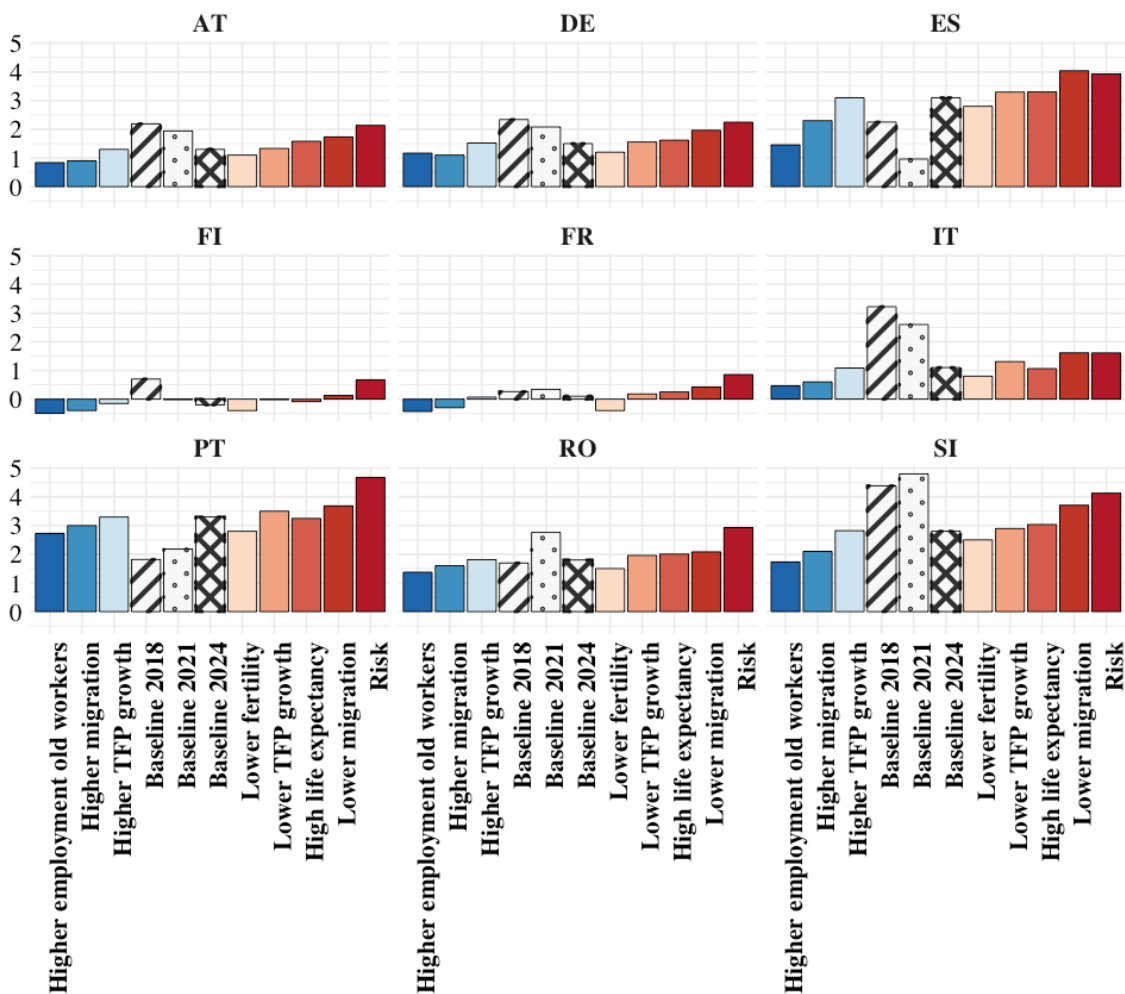 AT DE ES
5
4
3
2
1
0
FI FR IT
5
4
3
2
1
0
PT RO SI
5
4
3
2
1
0
Higher employment old workers
Higher migration
Higher TFP growth
Baseline 2018
Baseline 2021
Baseline 2024
Lower fertility
Lower TFP growth
High life expectancy
Lower migration
Risk
Higher employment old workers
Higher migration
Higher TFP growth
Baseline 2018
Baseline 2021
Baseline 2024
Lower fertility
Lower TFP growth
High life expectancy
Lower migration
Risk
Higher employment old workers
Higher migration
Higher TFP growth
Baseline 2018
Baseline 2021
Baseline 2024
Lower fertility
Lower TFP growth
High life expectancy
Lower migration
Risk